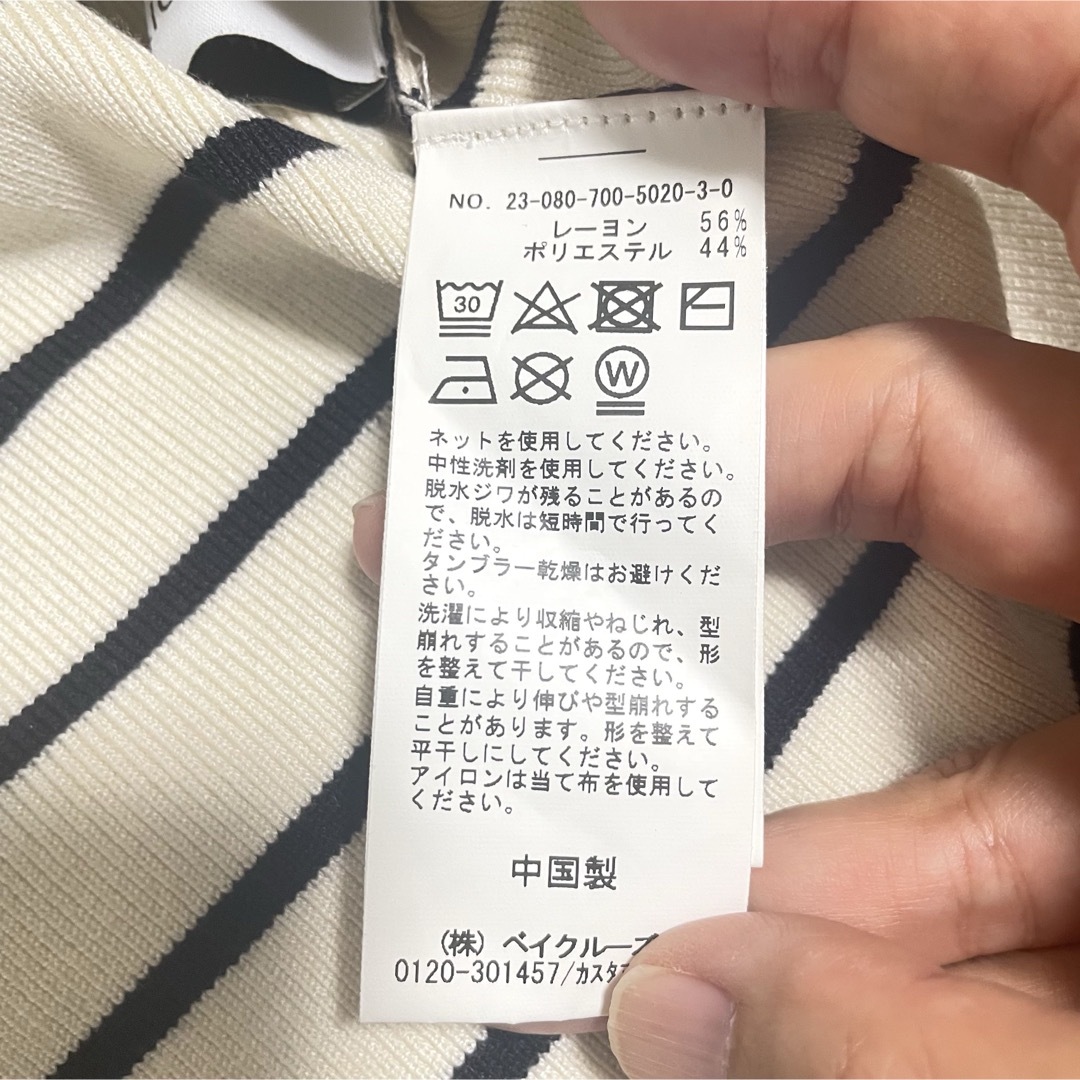 NO. 23-080-700-5020-3-0
レーヨン 56%
ポリエステル 44%
30
W
ネットを使用してください。
中性洗剤を使用してください。
脱水ジワが残ることがあるの
で、脱水は短時間で行ってく
ださい。
タンブラー乾燥はお避けくだ
さい。
洗濯により収縮やねじれ、型
崩れすることがあるので、形
を整えて干してください。
自重により伸びや型崩れする
ことがあります。形を整えて
平干しにしてください。
アイロンは当て布を使用して
ください。
中国製
(株) ベイクルーズ
0120-301457/カスタ